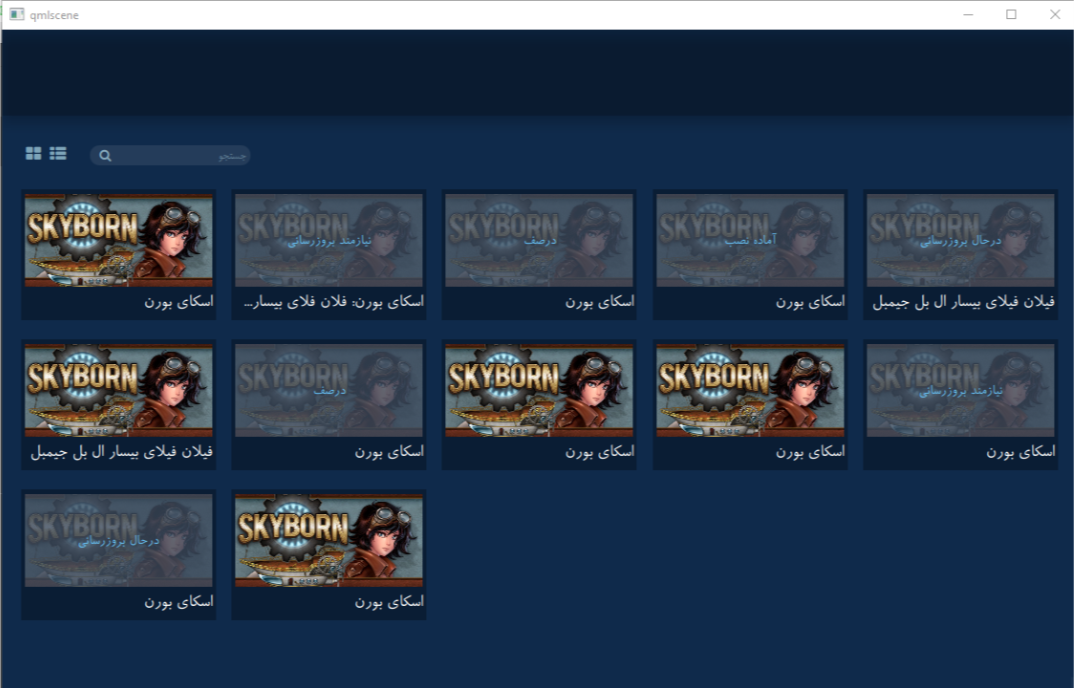 qmlscene
جستجو
SKYBORN
اسکای بورن
SKYBORN
نیازمند بروزرسانی
اسکای بورن: فلان فلای بیسار...
SKYBORN
درصف
اسکای بورن
SKYBORN
آماده نصب
اسکای بورن
SKYBORN
درحال بروزرسانی
فیلان فیلای بیسار ال بل جیمبل
SKYBORN
فیلان فیلای بیسار ال بل جیمبل
SKYBORN
درصف
اسکای بورن
SKYBORN
اسکای بورن
SKYBORN
اسکای بورن
SKYBORN
نیازمند بروزرسانی
اسکای بورن
SKYBORN
درحال بروزرسانی
اسکای بورن
SKYBORN
اسکای بورن